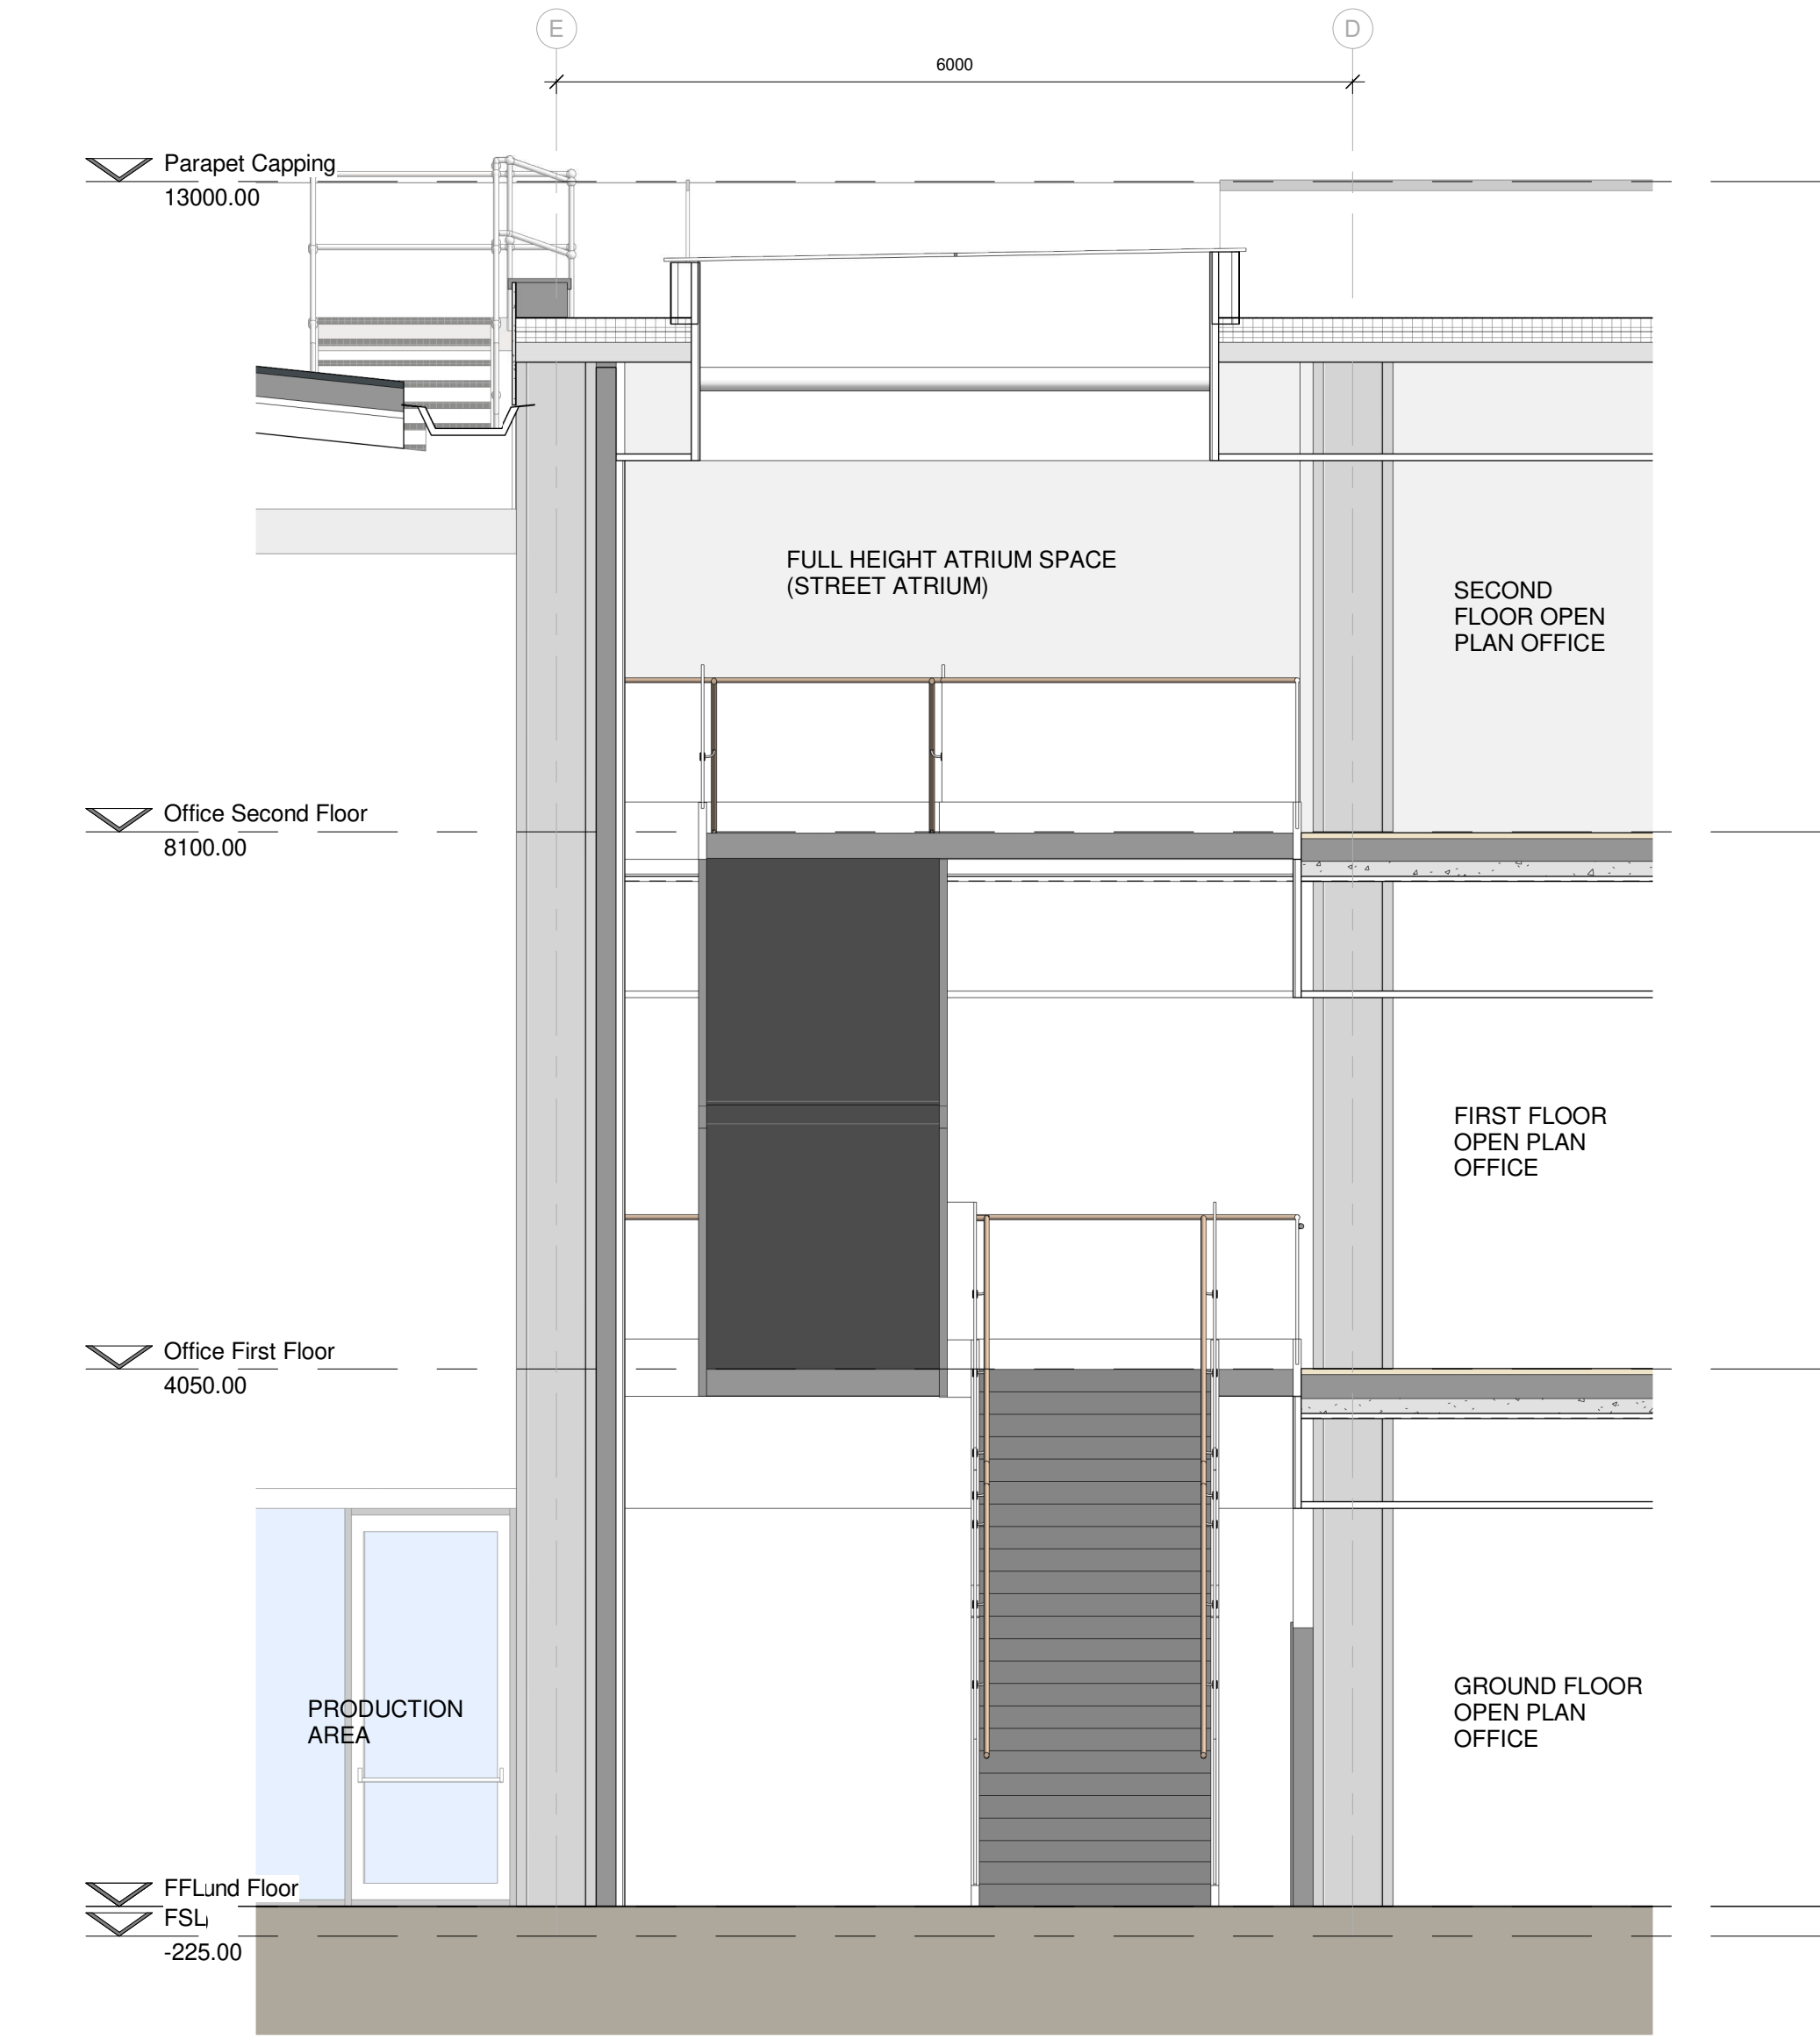 E
D
6000
Parapet Capping
13000.00
FULL HEIGHT ATRIUM SPACE
(STREET ATRIUM)
SECOND
FLOOR OPEN
PLAN OFFICE
Office Second Floor
8100.00
FIRST FLOOR
OPEN PLAN
OFFICE
Office First Floor
4050.00
PRODUCTION
AREA
GROUND FLOOR
OPEN PLAN
OFFICE
FFL
Floor
FSL
-225.00